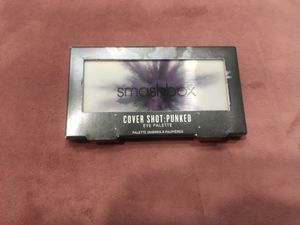 smashbox
COVER SHOT: PUNKED
EYE PALETTE
PALETTE OMBRES À PAUPIÈRES